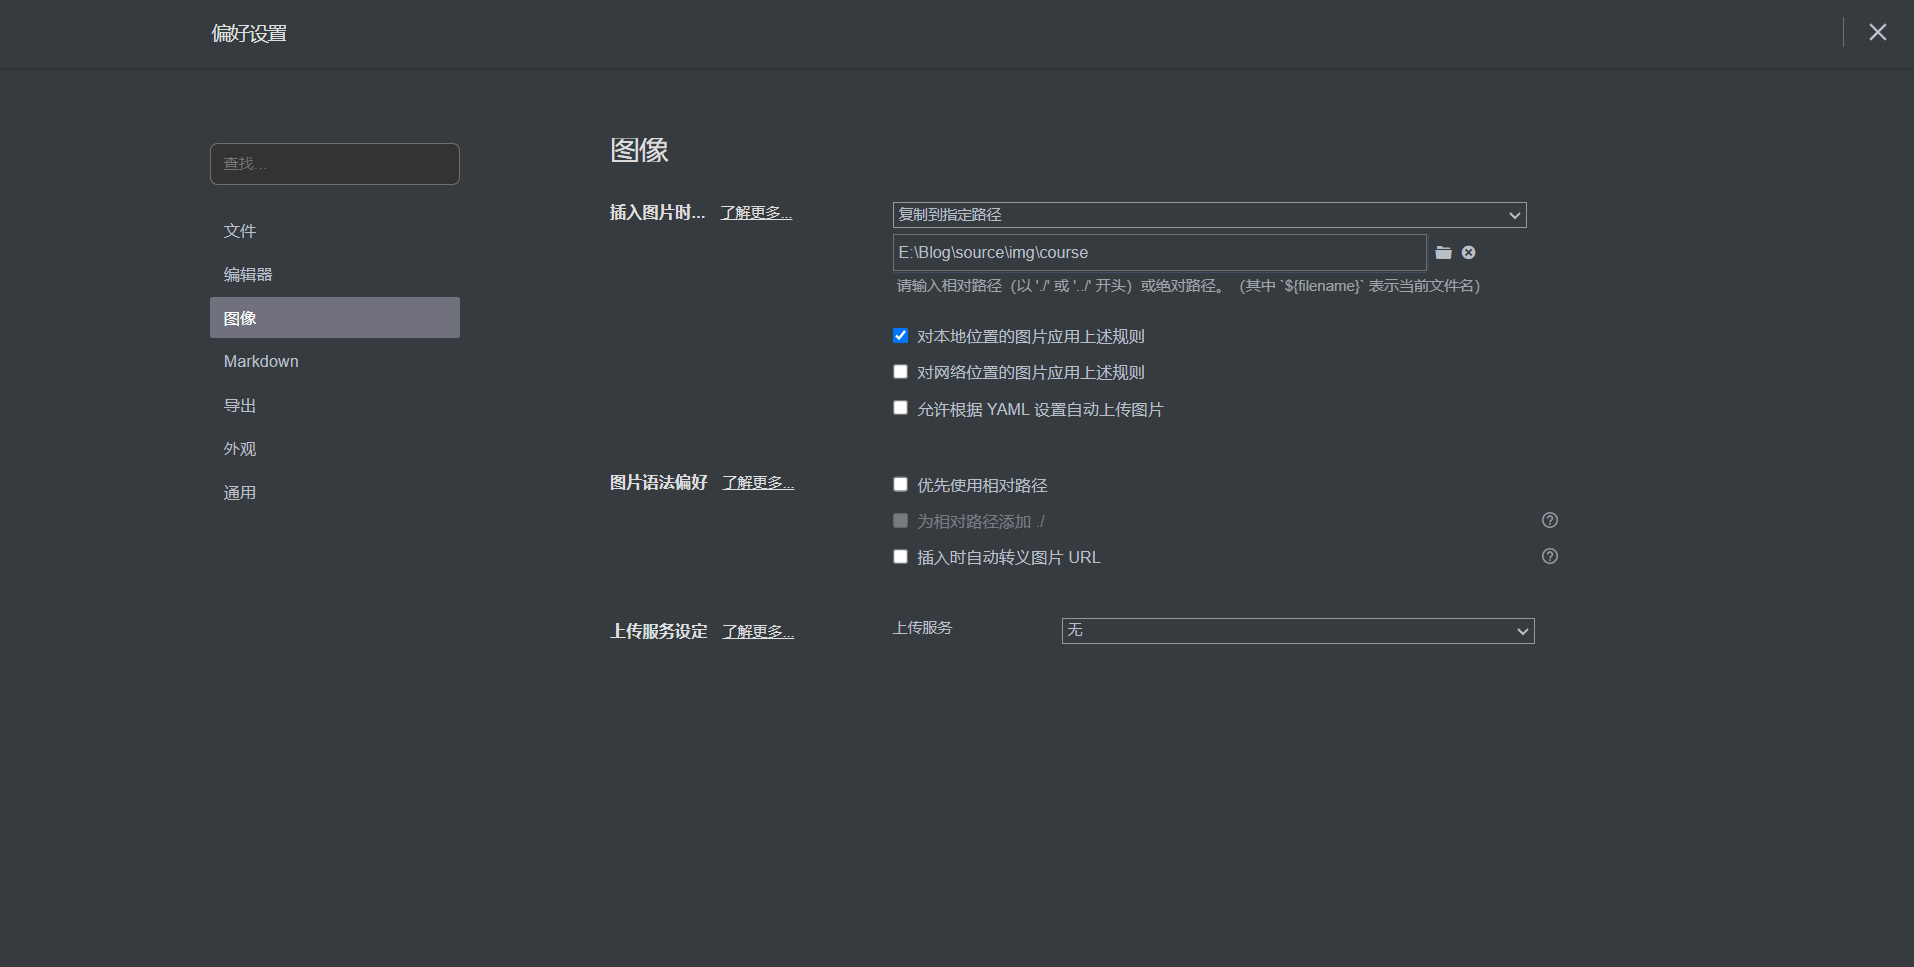 偏好设置
查找...
文件
编辑器
图像
Markdown
导出
外观
通用
图像
插入图片时... 了解更多...
复制到指定路径
E:\Blog\source\img\course
请输入相对路径（以 './' 或 '../' 开头）或绝对路径。（其中 `${filename}` 表示当前文件名）
对本地位置的图片应用上述规则
对网络位置的图片应用上述规则
允许根据 YAML 设置自动上传图片
图片语法偏好 了解更多...
优先使用相对路径
为相对路径添加 ./
插入时自动转义图片 URL
上传服务设定 了解更多...
上传服务 无